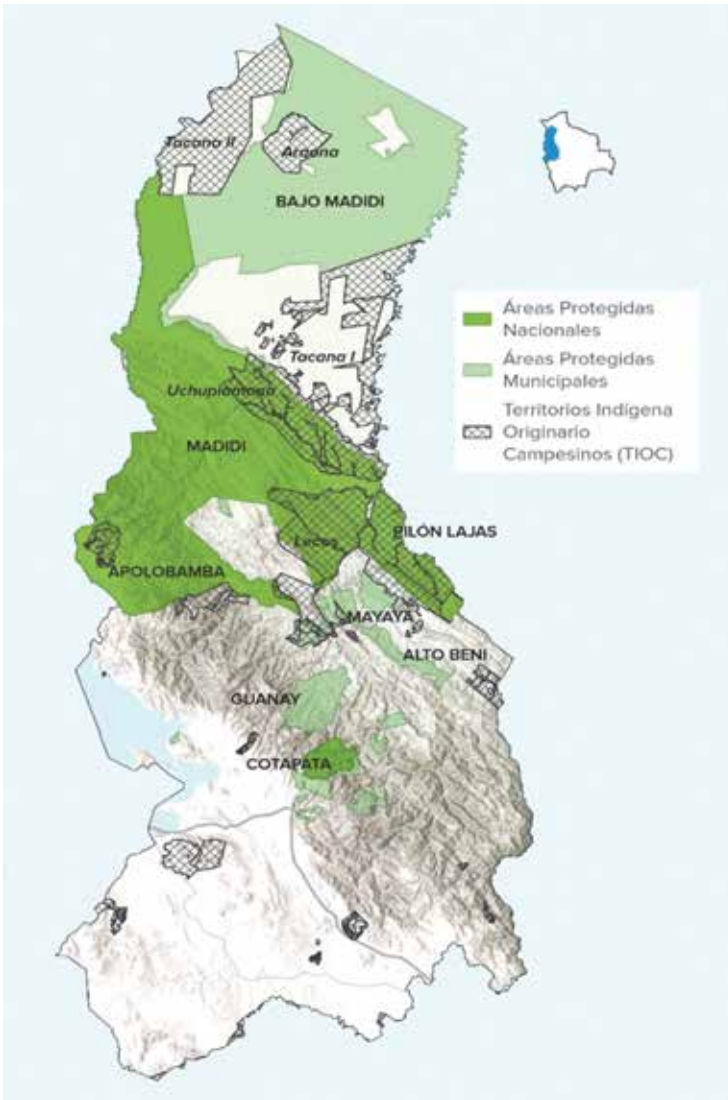 Tacana II
Araona
BAJO MADIDI
Áreas Protegidas
Nacionales
Áreas Protegidas
Municipales
Territorios Indígena
Originario
Campesinos (TIOC)
Tacana I
Uchupiamona
MADIDI
Lecos
PILÓN LAJAS
APOLOBAMBA
MAYAYA
ALTO BENI
GUANAY
COTAPATA